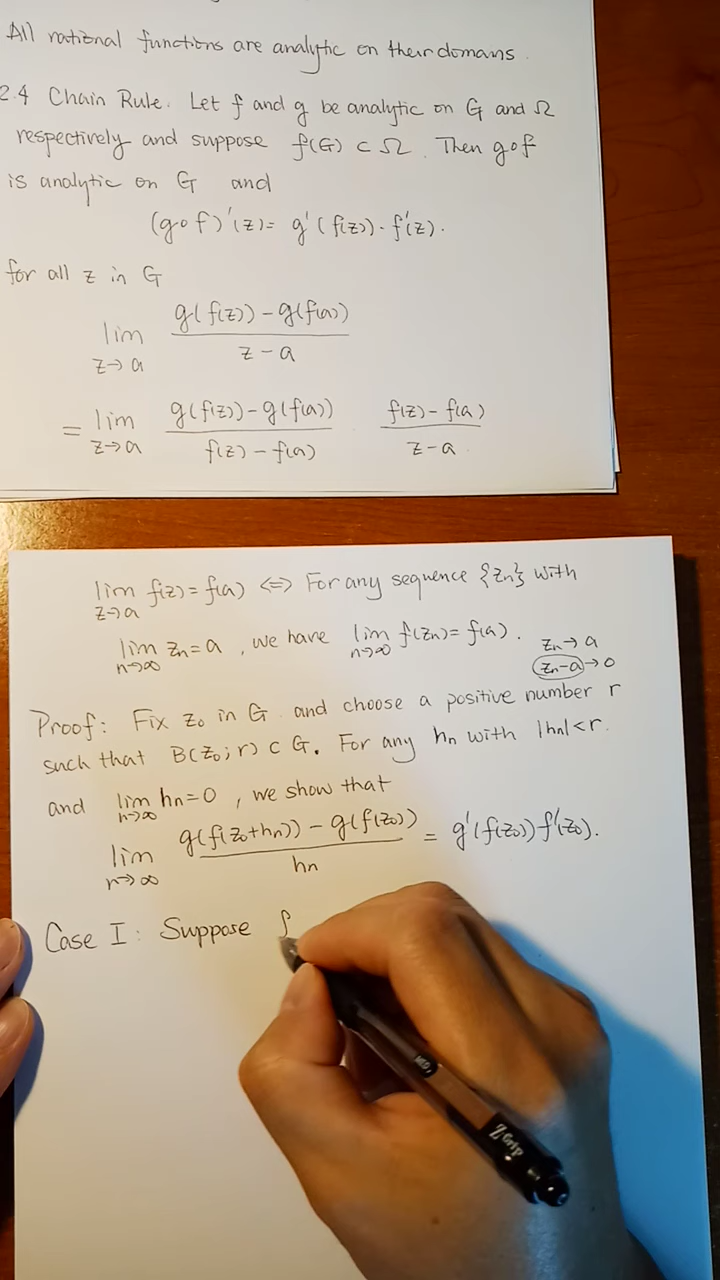 All rational functions are analytic on their domains.
2.4 Chain Rule. Let f and g be analytic on G and Ω
respectively and suppose f(G) ⊂ Ω. Then g∘f
is analytic on G and
(g∘f)'(z) = g'(f(z))·f'(z).
for all z in G
lim z→a (g(f(z)) - g(f(a))) / (z - a)
= lim z→a (g(f(z)) - g(f(a))) / (f(z) - f(a)) · (f(z) - f(a)) / (z - a)
lim z→a f(z) = f(a) ⇔ For any sequence {zn} with
lim n→∞ zn = a, we have lim n→∞ f(zn) = f(a).
zn → a
zn-a → 0
Proof: Fix z0 in G and choose a positive number r
such that B(z0; r) ⊂ G. For any hn with |hn| < r.
and lim n→∞ hn = 0, we show that
lim n→∞ (g(f(z0+hn)) - g(f(z0))) / hn = g'(f(z0)) f'(z0).
Case I: Suppose f
Z Grip